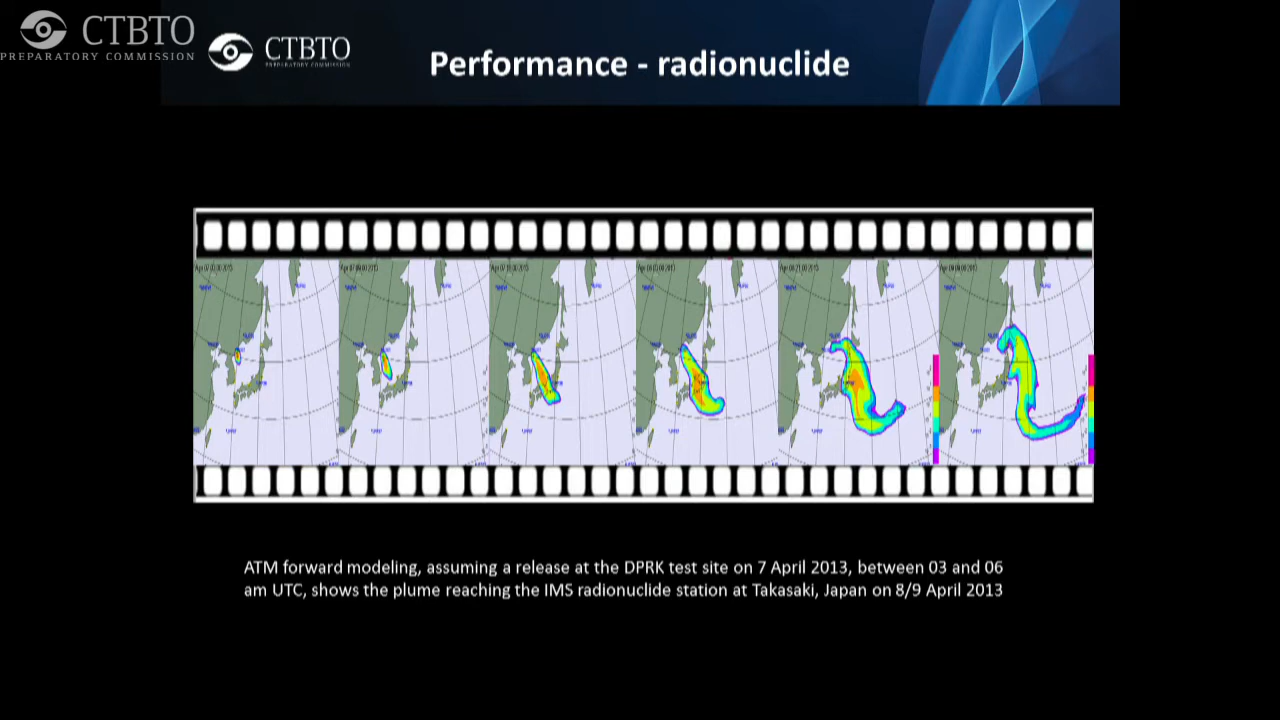 CTBTO
PREPARATORY COMMISSION
CTBTO
PREPARATORY COMMISSION
Performance - radionuclide
ATM forward modeling, assuming a release at the DPRK test site on 7 April 2013, between 03 and 06
am UTC, shows the plume reaching the IMS radionuclide station at Takasaki, Japan on 8/9 April 2013